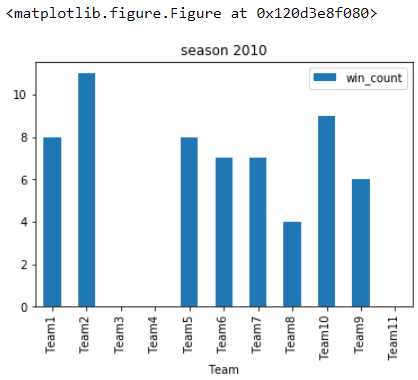 <matplotlib.figure.Figure at 0x120d3e8f080>
season 2010
win_count
10
8
6
4
2
0
Team1
Team2
Team3
Team4
Team5
Team6
Team7
Team8
Team10
Team9
Team11
Team